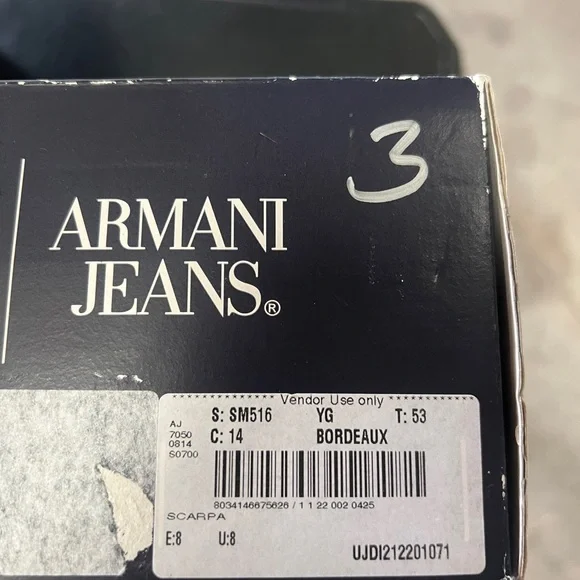 3
ARMANI
JEANS®
Vendor Use only
AJ
7050
0814
S0700
S: SM516 YG T: 53
C: 14 BORDEAUX
8034146675626 / 1 1 22 002 0425
SCARPA
E:8 U:8
UJDI212201071